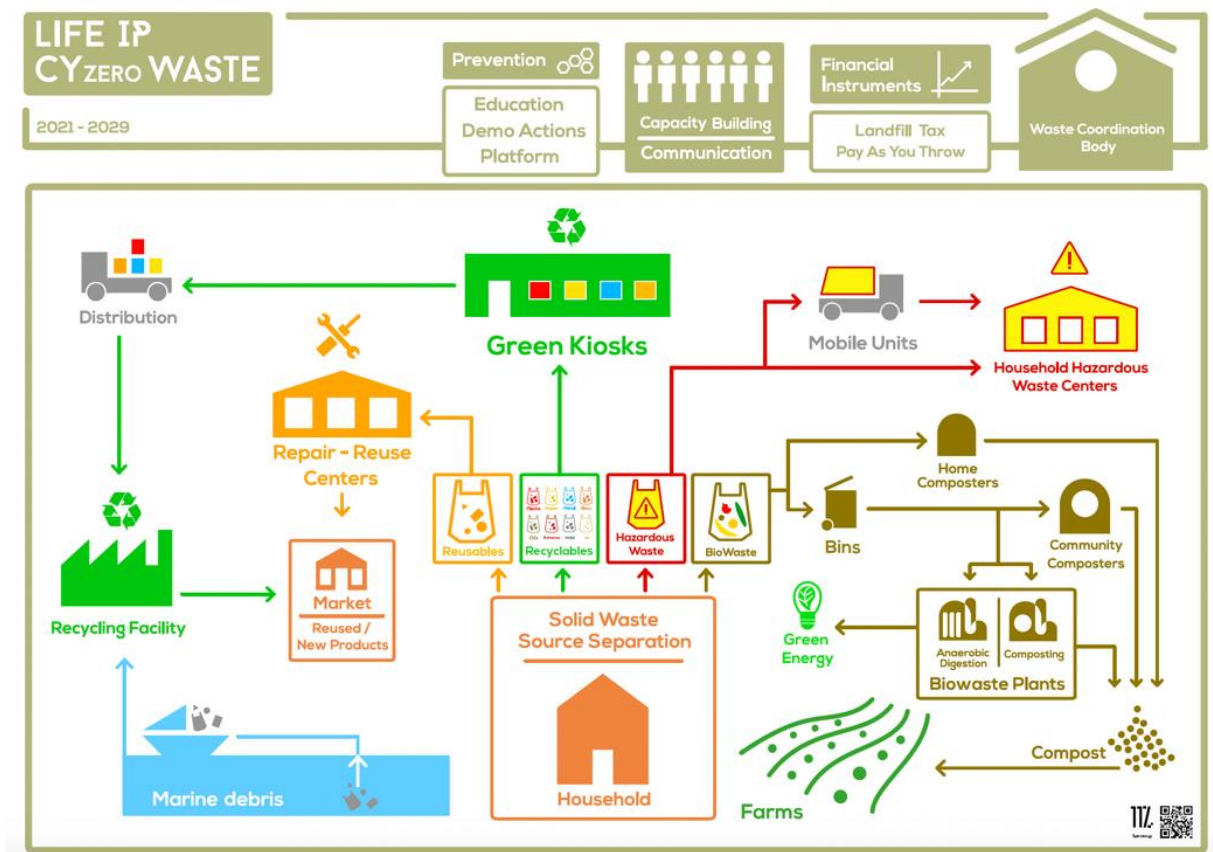 LIFE IP
CY ZERO WASTE
2021 - 2029
Prevention
Education
Demo Actions
Platform
Capacity Building
Communication
Financial
Instruments
Landfill Tax
Pay As You Throw
Waste Coordination
Body
Distribution
Green Kiosks
Mobile Units
Household Hazardous
Waste Centers
Repair - Reuse
Centers
Home
Composters
Reusables
Recyclables
Hazardous
Waste
BioWaste
Bins
Community
Composters
Recycling Facility
Market
Reused /
New Products
Solid Waste
Source Separation
Household
Green
Energy
Anaerobic
Digestion
Composting
Biowaste Plants
Marine debris
Compost
Farms